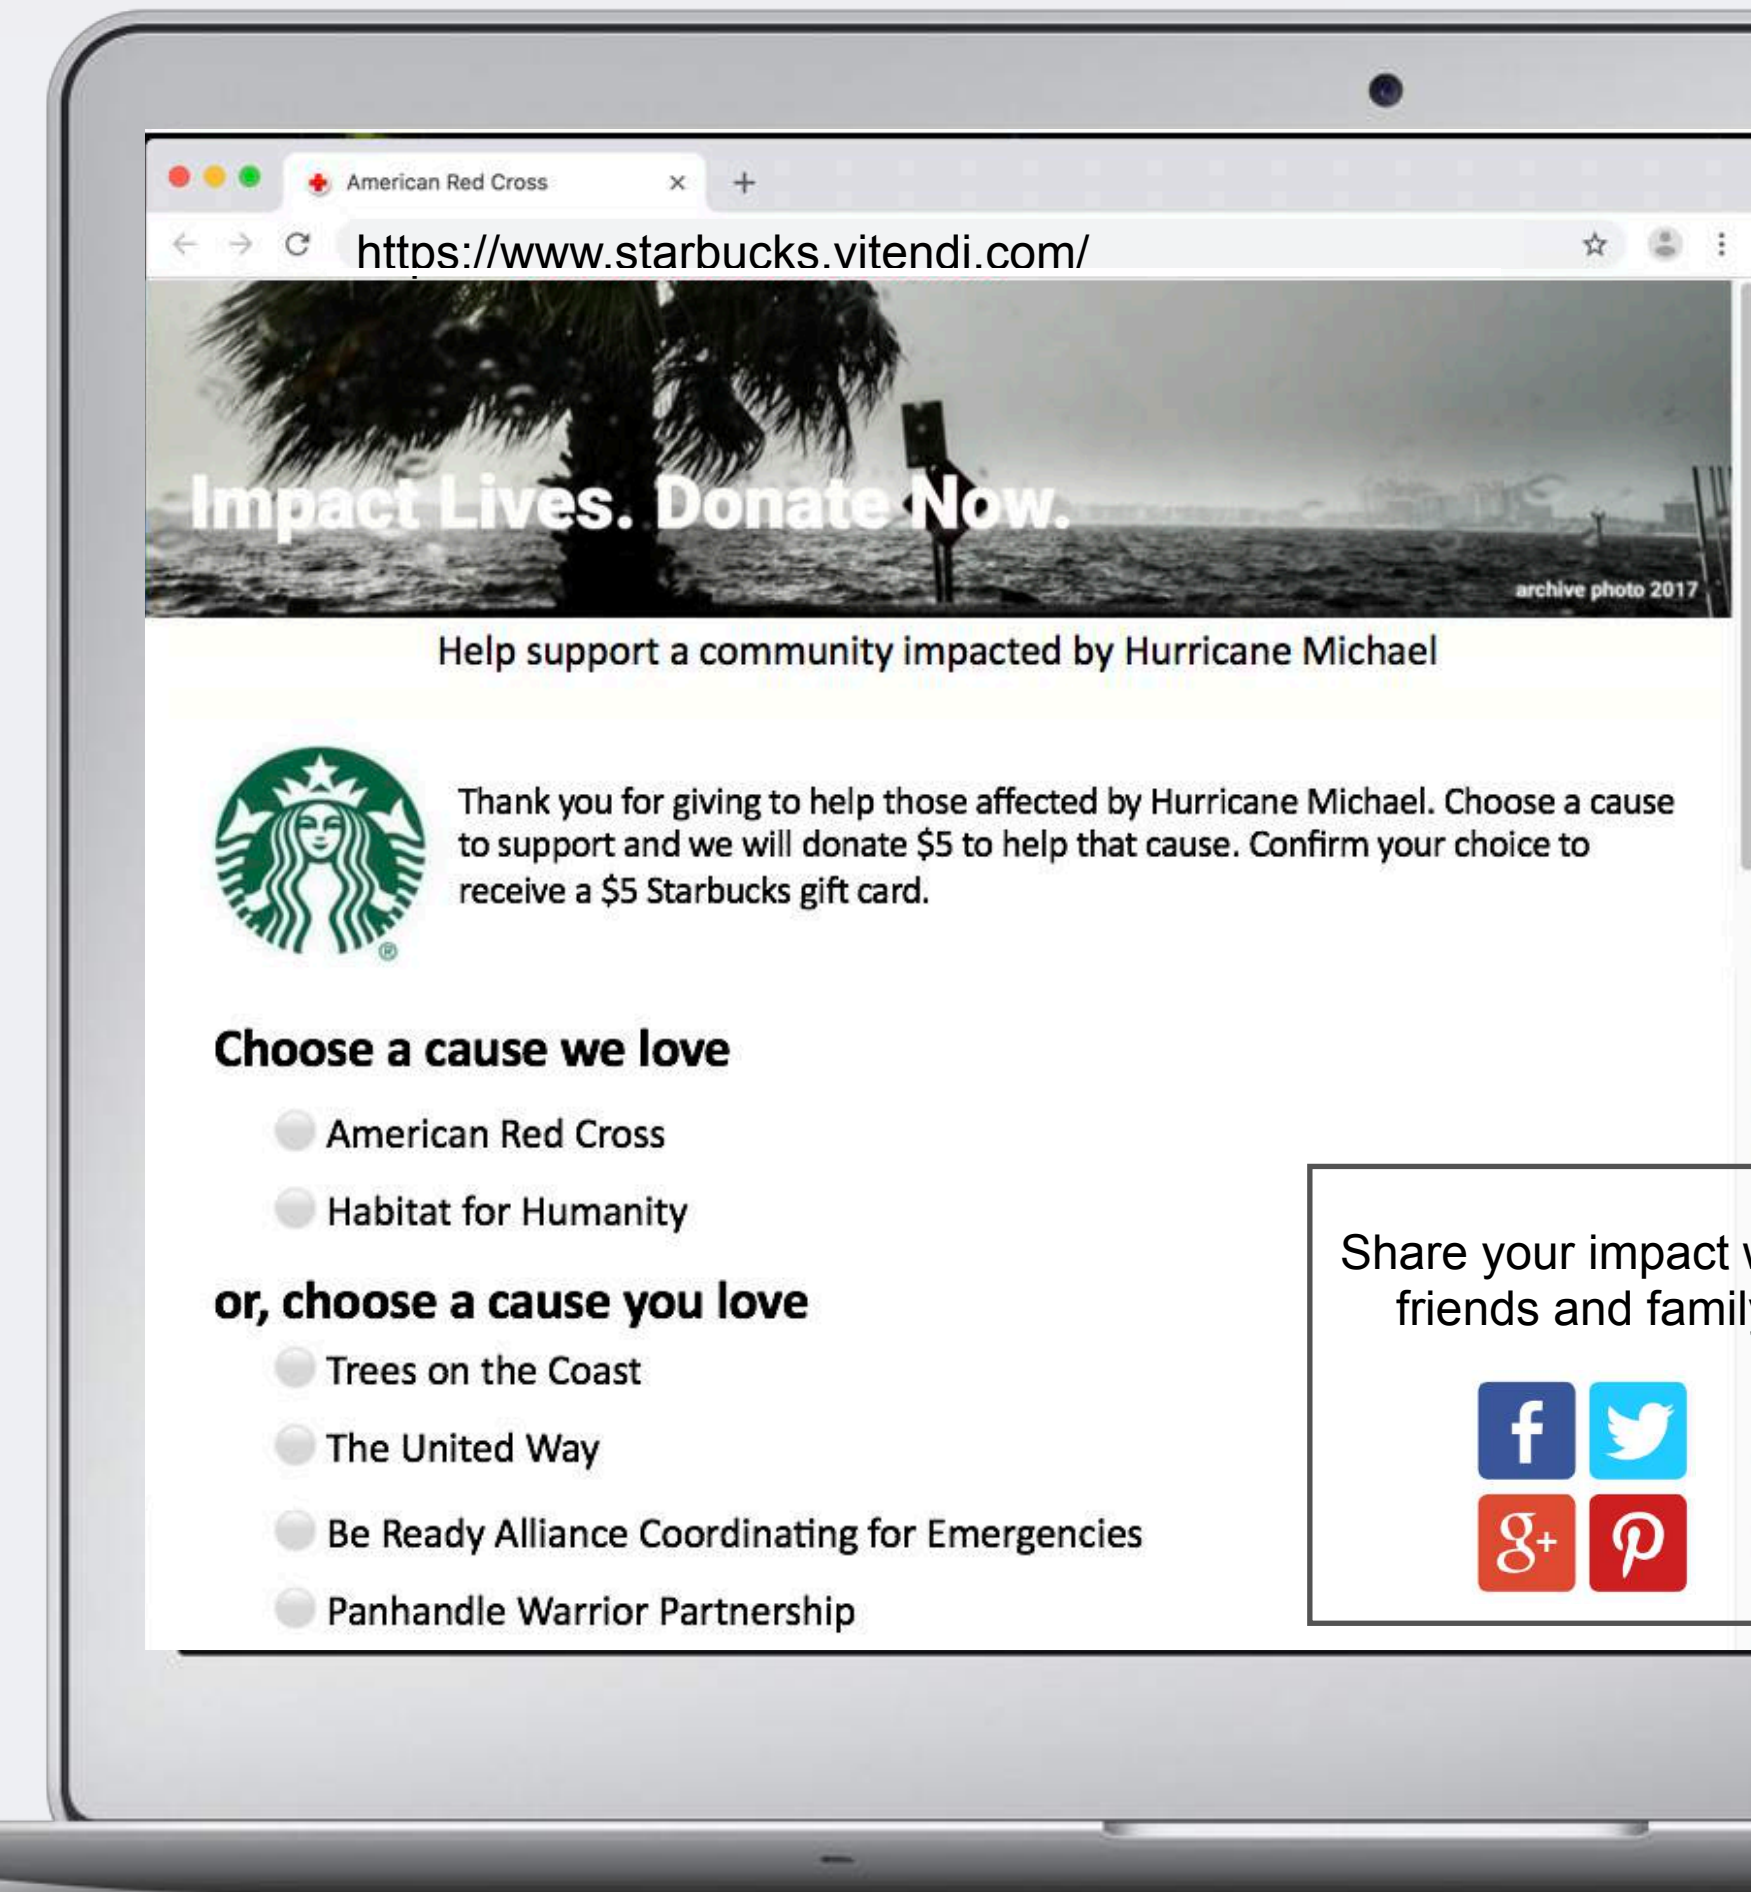 American Red Cross
https://www.starbucks.vitendi.com/
Impact Lives. Donate Now.
archive photo 2017
Help support a community impacted by Hurricane Michael
Thank you for giving to help those affected by Hurricane Michael. Choose a cause
to support and we will donate $5 to help that cause. Confirm your choice to
receive a $5 Starbucks gift card.
®
Choose a cause we love
American Red Cross
Habitat for Humanity
or, choose a cause you love
Trees on the Coast
The United Way
Be Ready Alliance Coordinating for Emergencies
Panhandle Warrior Partnership
Share your impact
friends and family
f
g+